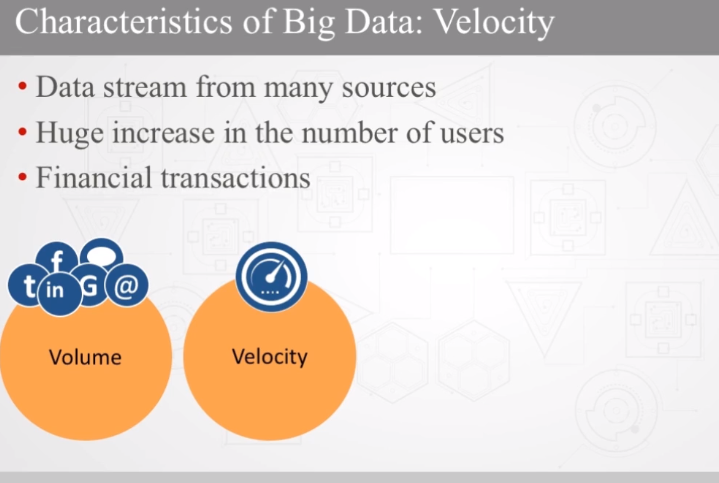 Characteristics of Big Data: Velocity
• Data stream from many sources
• Huge increase in the number of users
• Financial transactions
f
t in G @
Volume
Velocity